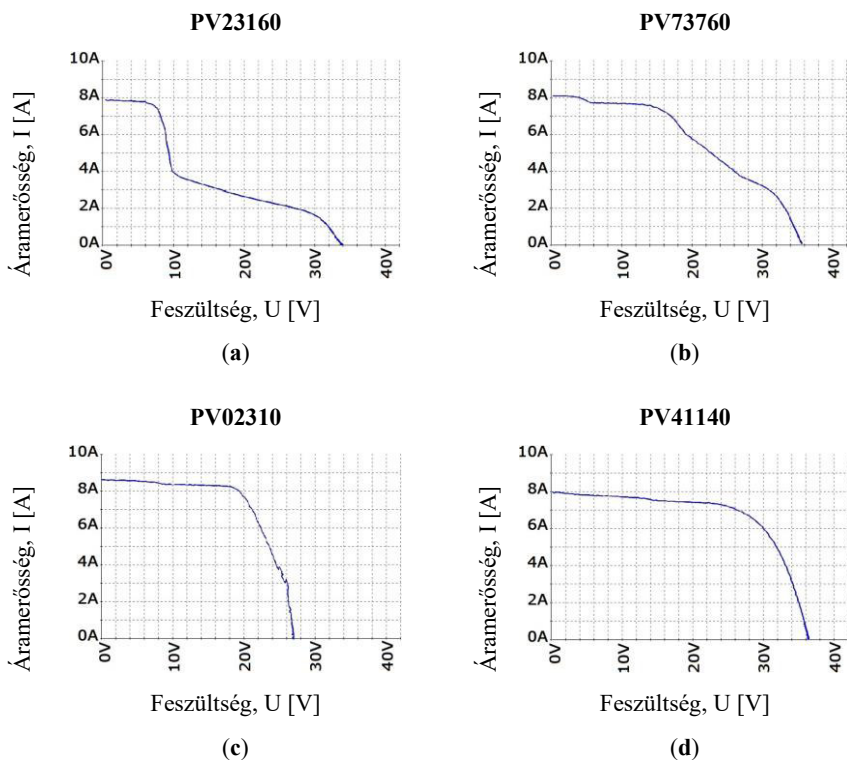 PV23160
10A
8A
6A
4A
2A
0A
0V
10V
20V
30V
40V
Áramerősség, I [A]
Feszültség, U [V]
(a)
PV73760
10A
8A
6A
4A
2A
0A
0V
10V
20V
30V
40V
Áramerősség, I [A]
Feszültség, U [V]
(b)
PV02310
10A
8A
6A
4A
2A
0A
0V
10V
20V
30V
40V
Áramerősség, I [A]
Feszültség, U [V]
(c)
PV41140
10A
8A
6A
4A
2A
0A
0V
10V
20V
30V
40V
Áramerősség, I [A]
Feszültség, U [V]
(d)